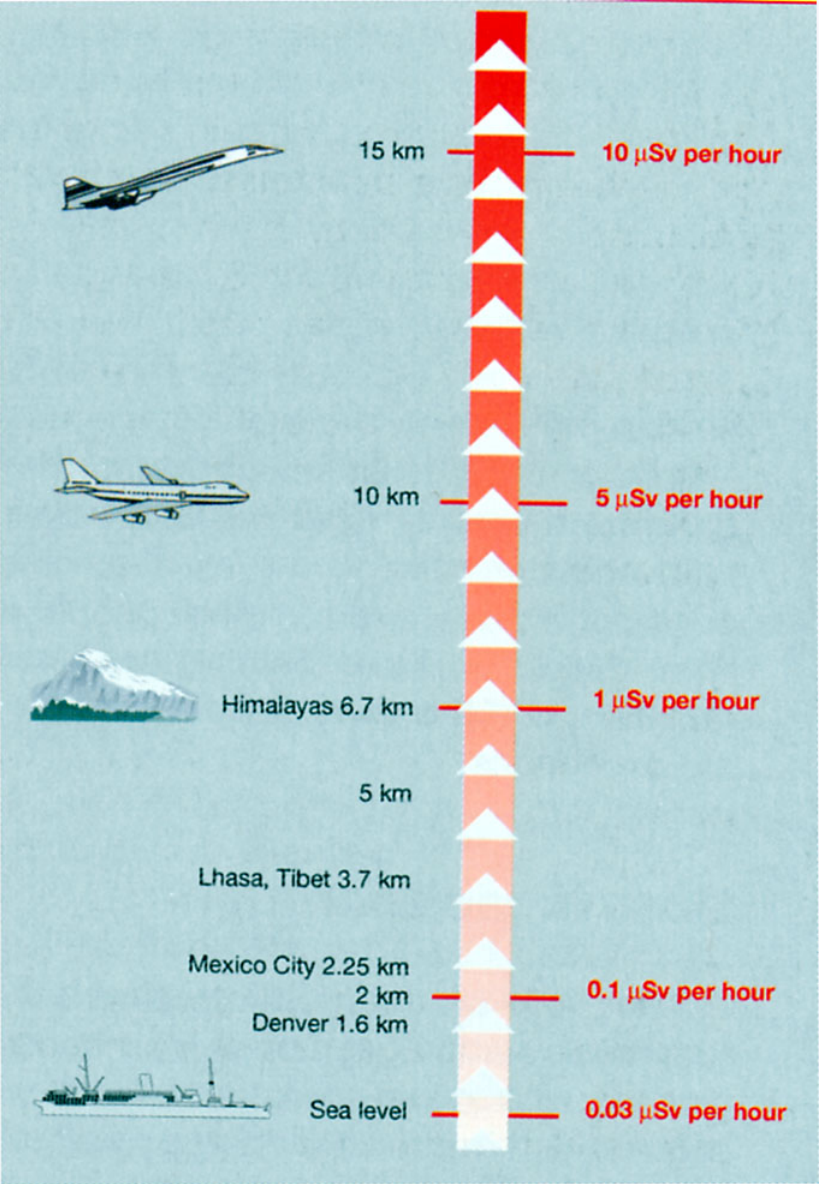 15 km 10 μSv per hour
10 km 5 μSv per hour
Himalayas 6.7 km 1 μSv per hour
5 km
Lhasa, Tibet 3.7 km
Mexico City 2.25 km
2 km 0.1 μSv per hour
Denver 1.6 km
Sea level 0.03 μSv per hour